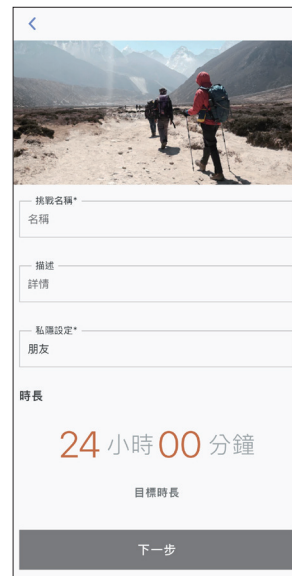 挑戰名稱*
名稱
描述
詳情
私隱設定*
朋友
時長
24 小時 00 分鐘
目標時長
下一步